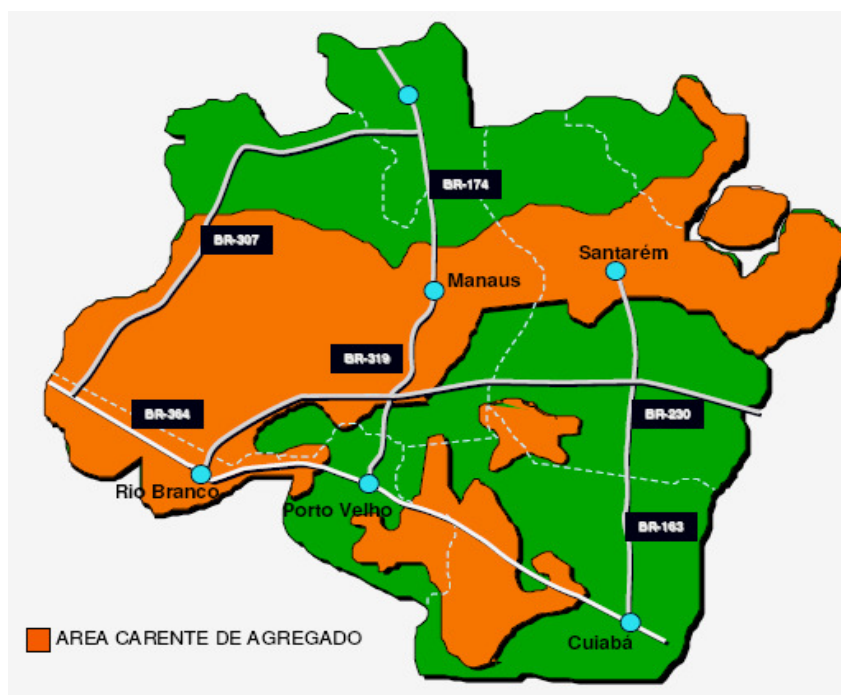 BR-174
BR-307
Santarém
Manaus
BR-319
BR-364
BR-230
Rio Branco
Porto Velho
BR-163
Cuiabá
AREA CARENTE DE AGREGADO